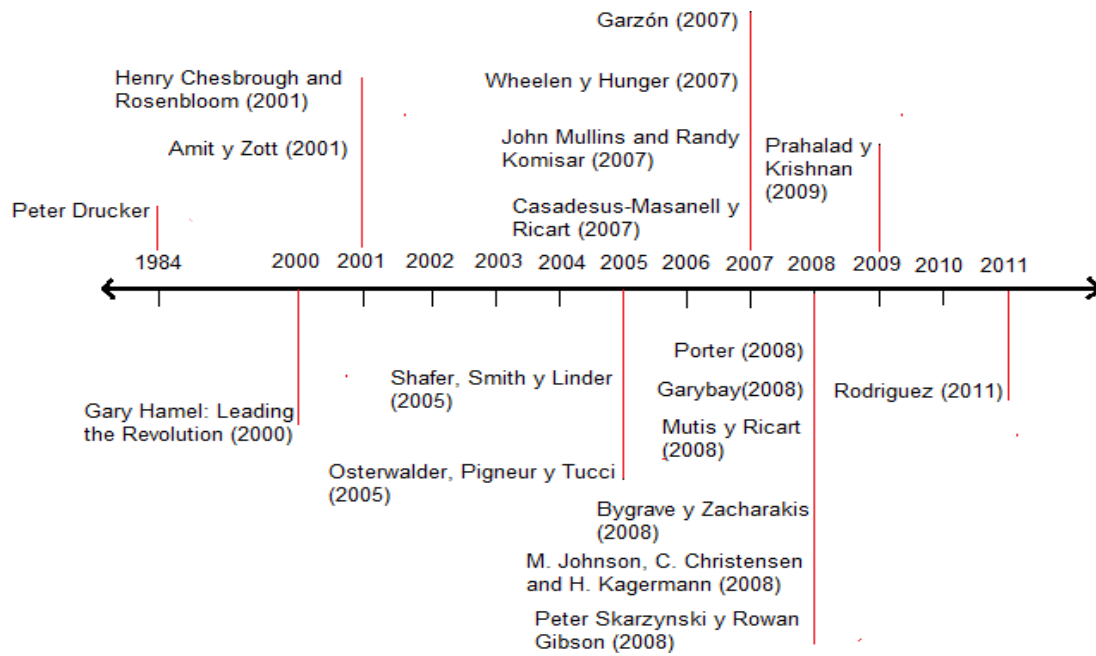 Garzón (2007)
Henry Chesbrough and
Rosenbloom (2001)
Wheelen y Hunger (2007)
Amit y Zott (2001)
John Mullins and Randy
Komisar (2007)
Prahalad y
Krishnan
(2009)
Peter Drucker
Casadesus-Masanell y
Ricart (2007)
1984 2000 2001 2002 2003 2004 2005 2006 2007 2008 2009 2010 2011
Porter (2008)
Shafer, Smith y Linder
(2005)
Garybay(2008)
Rodriguez (2011)
Gary Hamel: Leading
the Revolution (2000)
Mutis y Ricart
(2008)
Osterwalder, Pigneur y Tucci
(2005)
Bygrave y Zacharakis
(2008)
M. Johnson, C. Christensen
and H. Kagermann (2008)
Peter Skarzynski y Rowan
Gibson (2008)